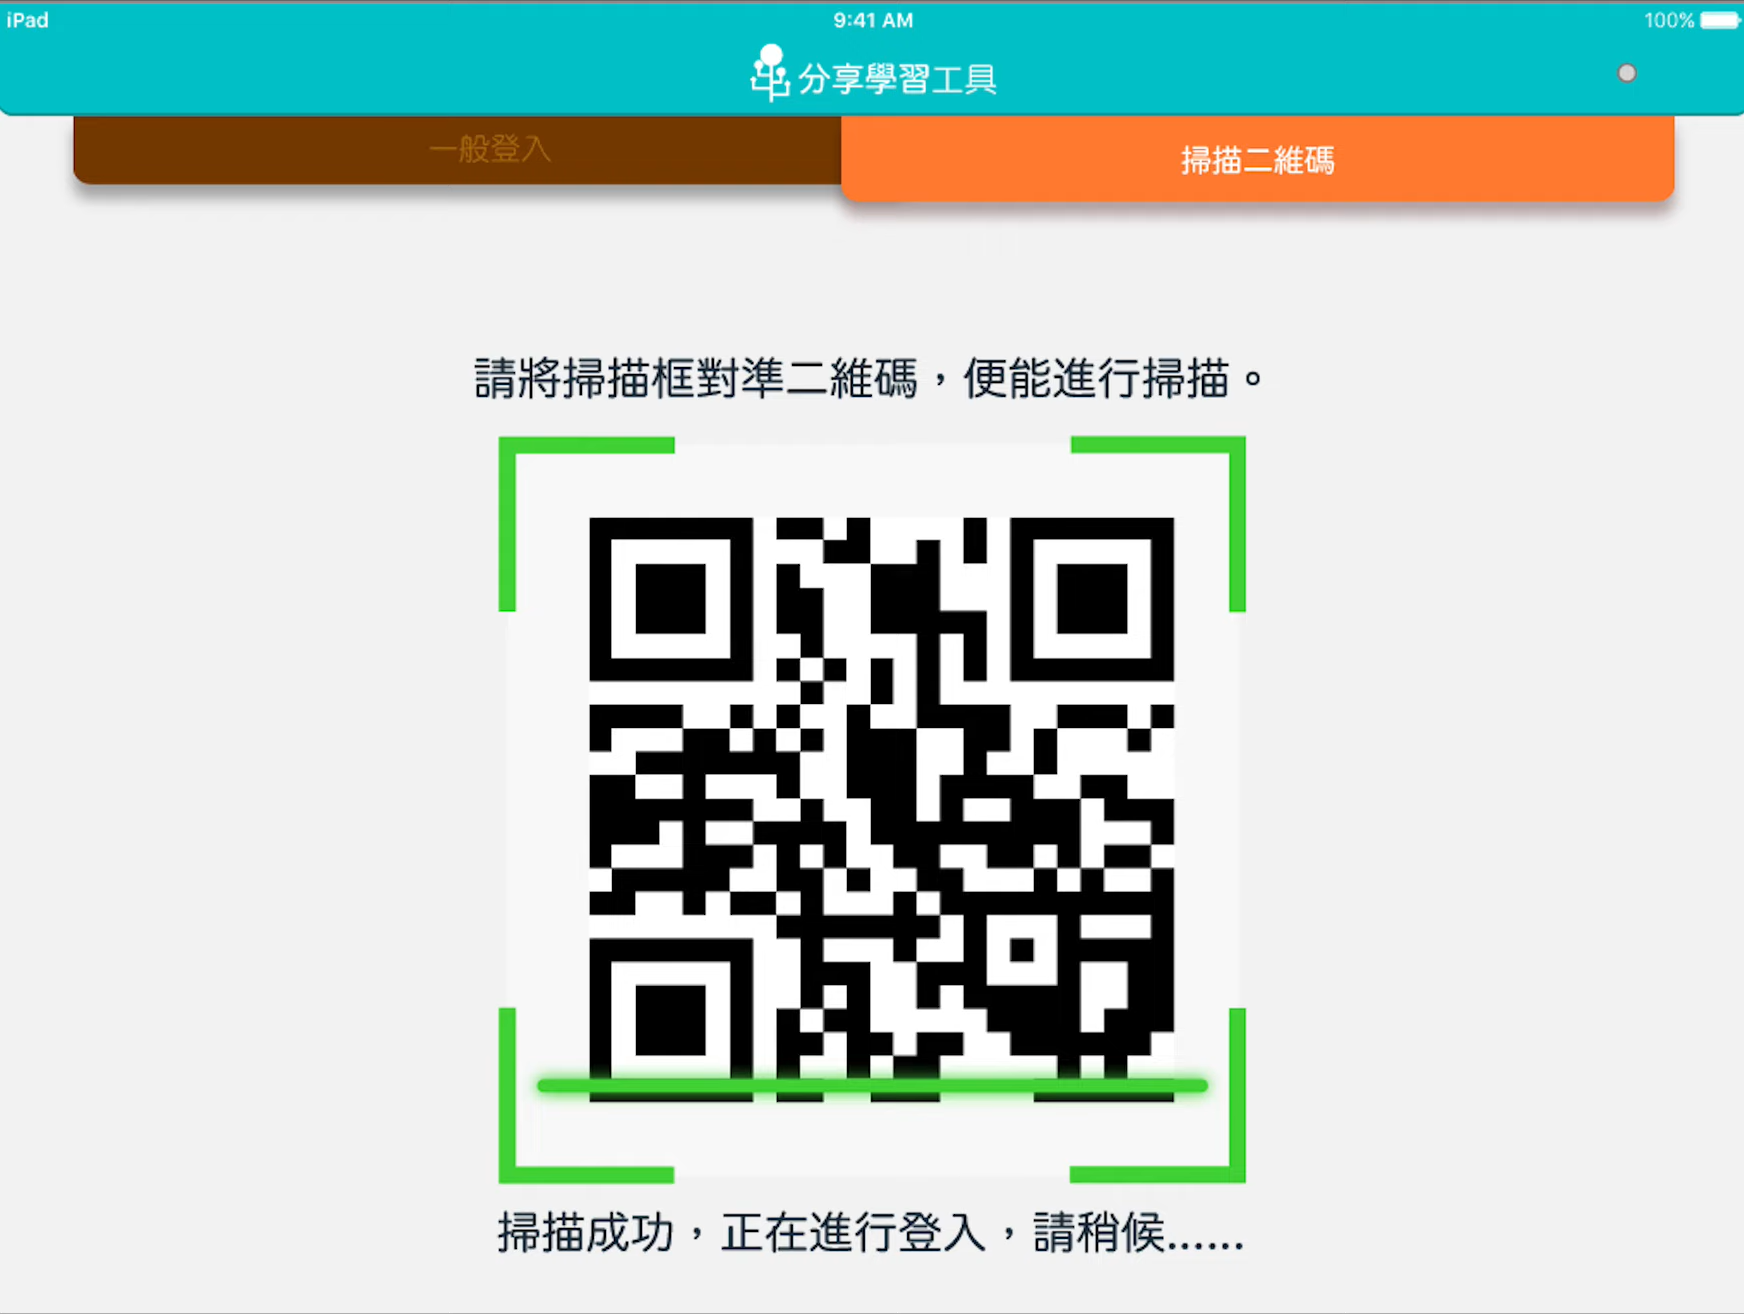 iPad
9:41 AM
100%
分享學習工具
一般登入
掃描二維碼
請將掃描框對準二維碼，便能進行掃描。
掃描成功，正在進行登入，請稍候......